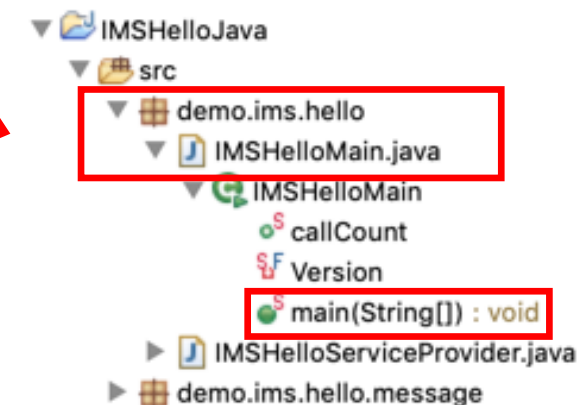 IMSHelloJava
src
demo.ims.hello
IMSHelloMain.java
IMSHelloMain
callCount
Version
main(String[]) : void
IMSHelloServiceProvider.java
demo.ims.hello.message